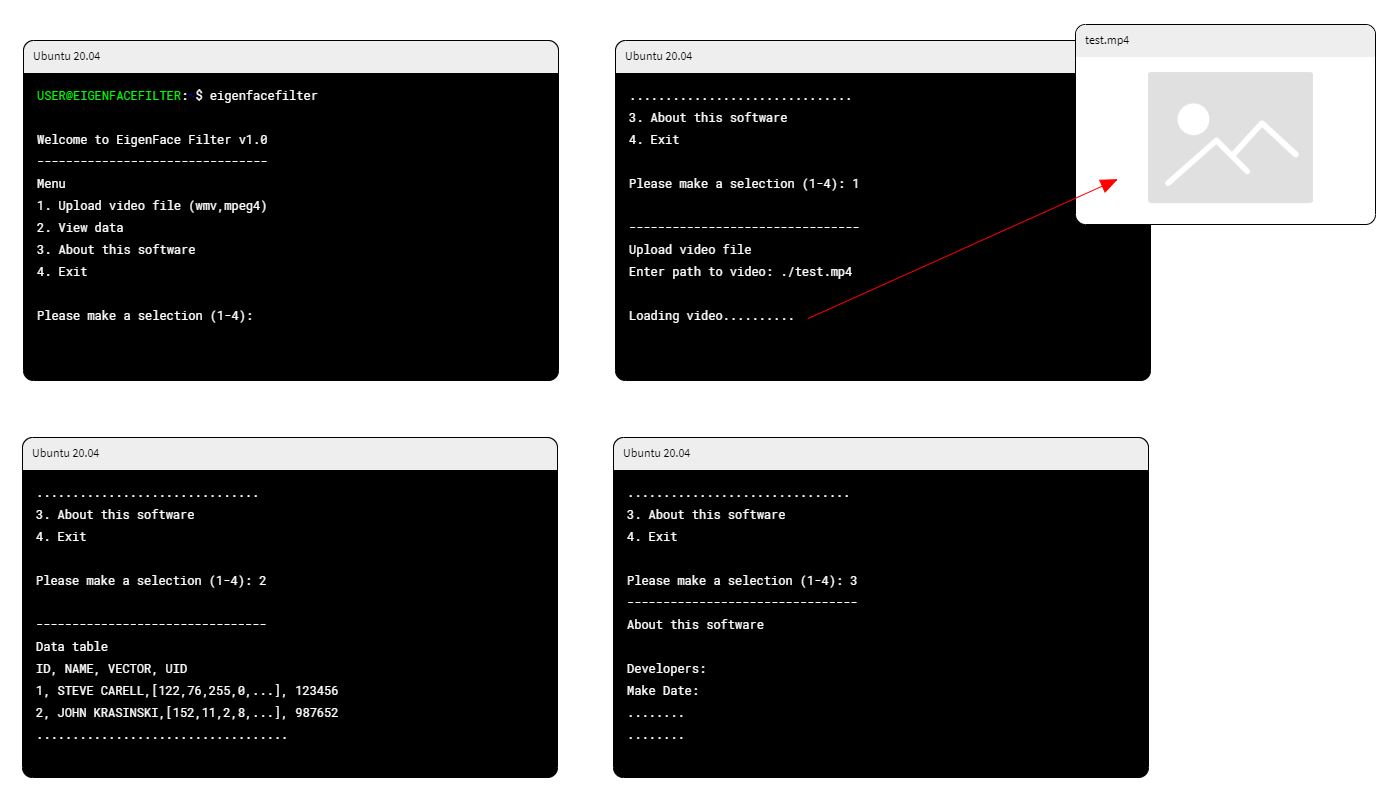 Ubuntu 20.04
USER@EIGENFACEFILTER: $ eigenfacefilter
Welcome to EigenFace Filter v1.0
--------------------------------
Menu
1. Upload video file (wmv,mpeg4)
2. View data
3. About this software
4. Exit
Please make a selection (1-4):
Ubuntu 20.04
...............................
3. About this software
4. Exit
Please make a selection (1-4): 1
--------------------------------
Upload video file
Enter path to video: ./test.mp4
Loading video..........
test.mp4
Ubuntu 20.04
...............................
3. About this software
4. Exit
Please make a selection (1-4): 2
--------------------------------
Data table
ID, NAME, VECTOR, UID
1, STEVE CARELL,[122,76,255,0,...], 123456
2, JOHN KRASINSKI,[152,11,2,8,...], 987652
...................................
Ubuntu 20.04
...............................
3. About this software
4. Exit
Please make a selection (1-4): 3
--------------------------------
About this software
Developers:
Make Date:
........
........